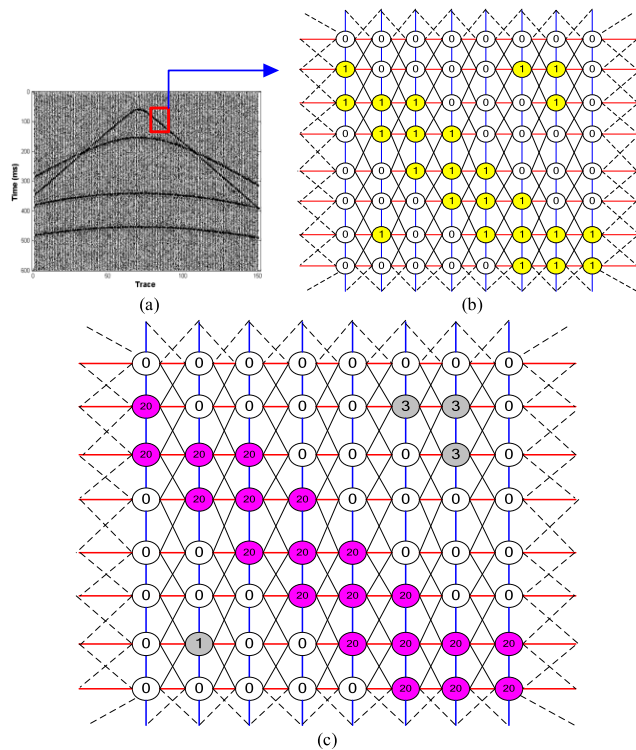 0
100
200
300
400
500
600
Time (ms)
0 50 100 150
Trace
(a)
0 0 0 0 0 0 0 0
1 0 0 0 0 1 1 0
1 1 1 0 0 0 1 0
0 1 1 1 0 0 0 0
0 0 1 1 1 0 0 0
0 0 0 1 1 1 0 0
0 1 0 0 1 1 1 1
0 0 0 0 0 1 1 1
(b)
0 0 0 0 0 0 0 0
20 0 0 0 0 3 3 0
20 20 20 0 0 0 3 0
0 20 20 20 0 0 0 0
0 0 20 20 20 0 0 0
0 0 0 20 20 20 0 0
0 1 0 0 20 20 20 20
0 0 0 0 0 20 20 20
(c)